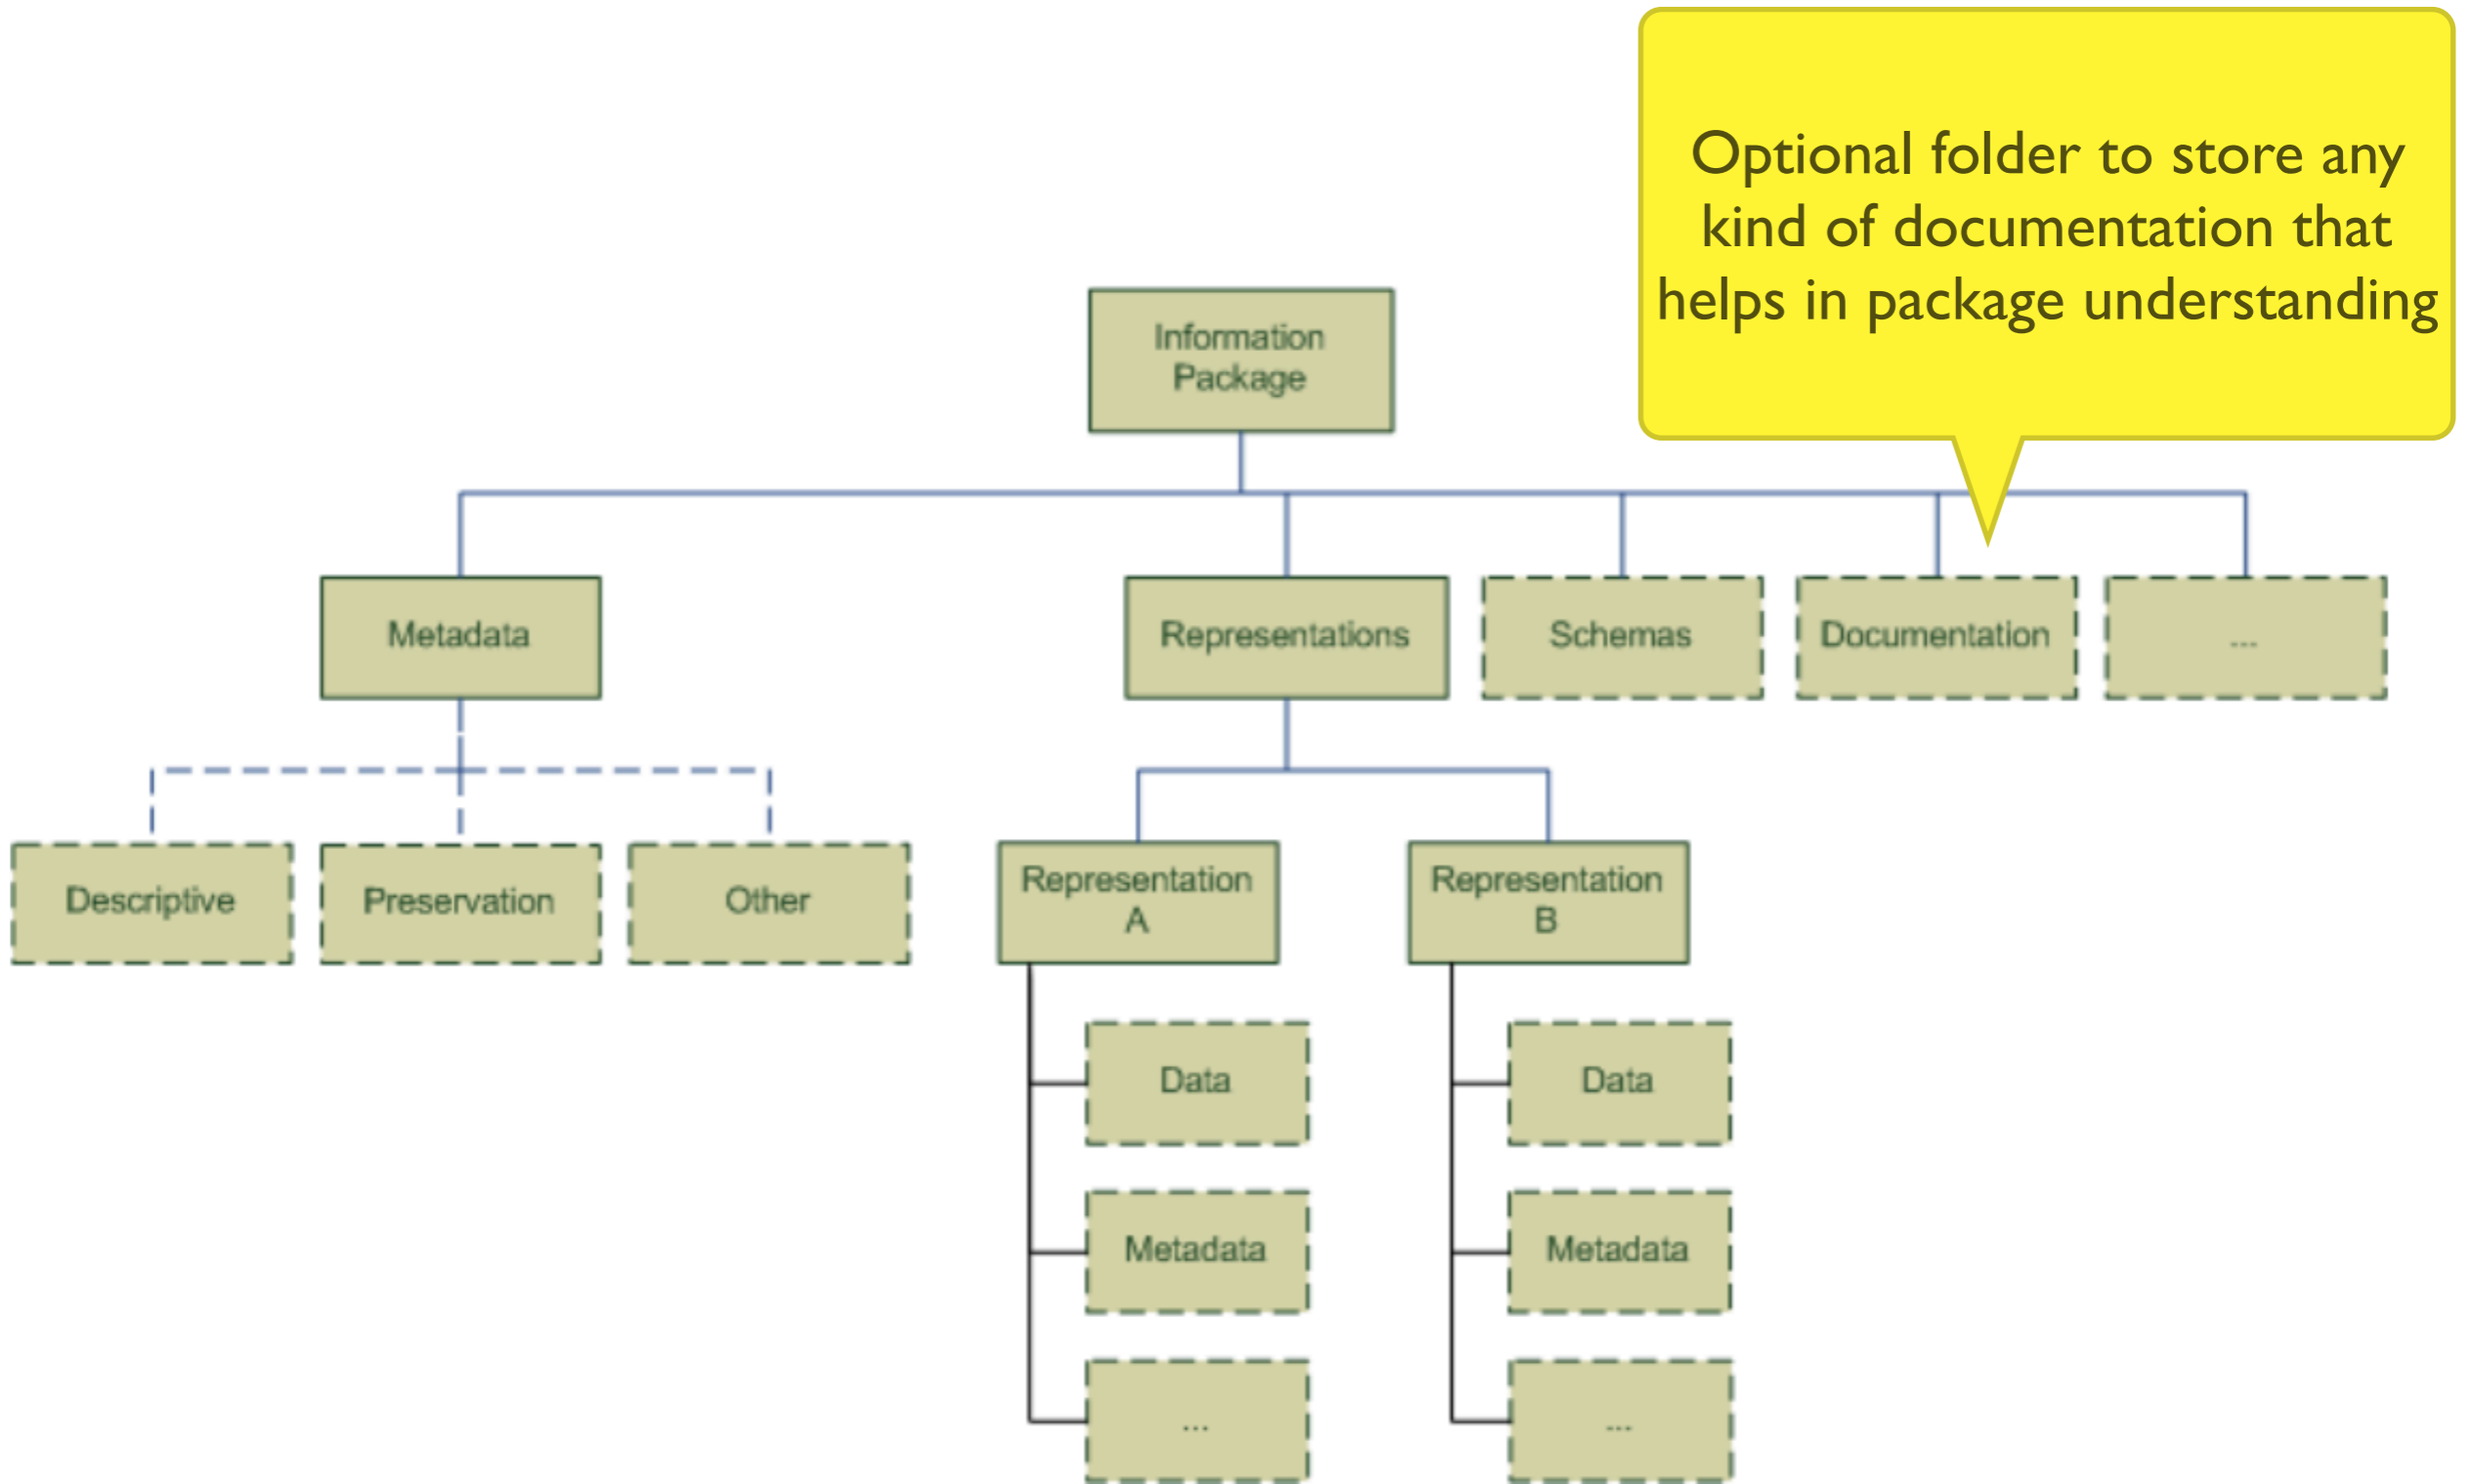 Optional folder to store any
kind of documentation that
helps in package understanding
Information
Package
Metadata
Representations
Schemas
Documentation
...
Descriptive
Preservation
Other
Representation
A
Representation
B
Data
Data
Metadata
Metadata
...
...